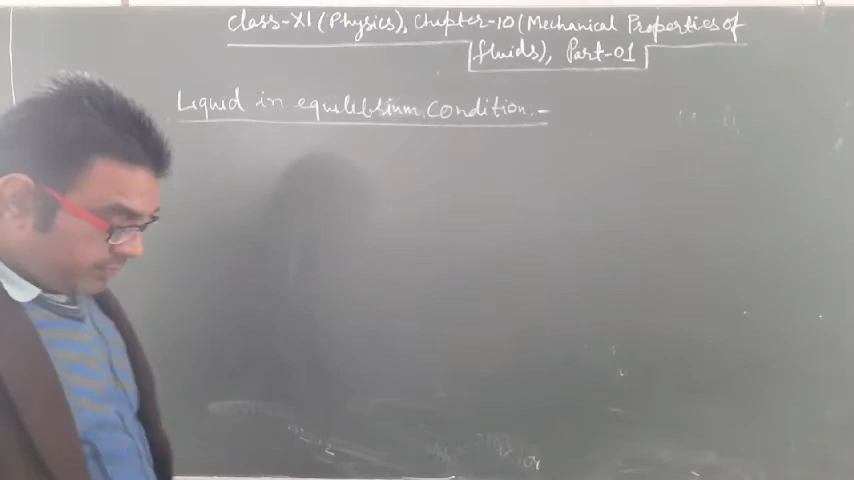 Class-XI (Physics), Chapter-10 (Mechanical Properties of
fluids), Part-01
Liquid in equilibrium condition.-